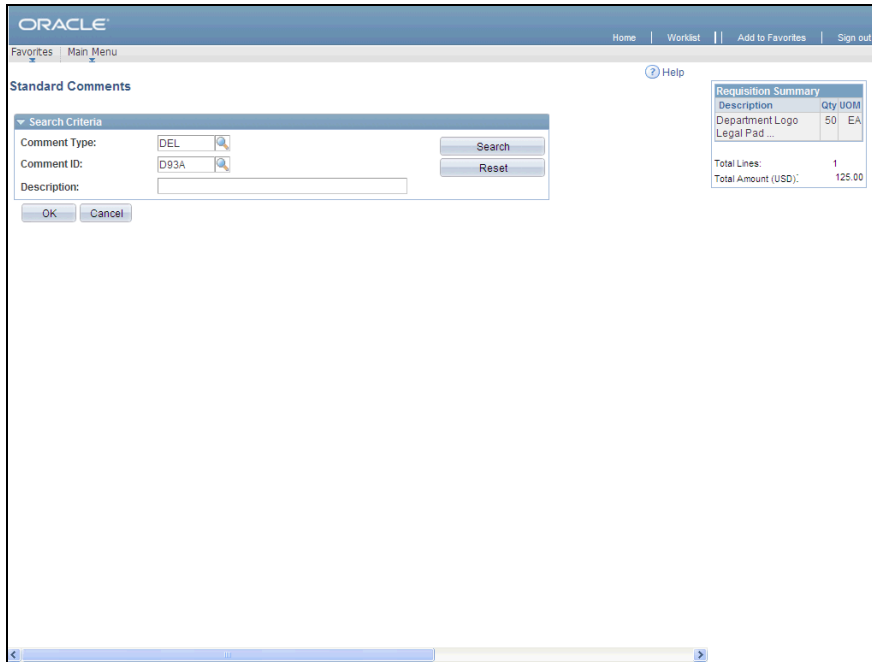 ORACLE
Home | Worklist | | Add to Favorites | Sign out
Favorites | Main Menu
Help
Standard Comments
Search Criteria
Comment Type: DEL
Search
Comment ID: D93A
Reset
Description:
OK Cancel
Requisition Summary
Description Qty UOM
Department Logo 50 EA
Legal Pad ...
Total Lines: 1
Total Amount (USD): 125.00